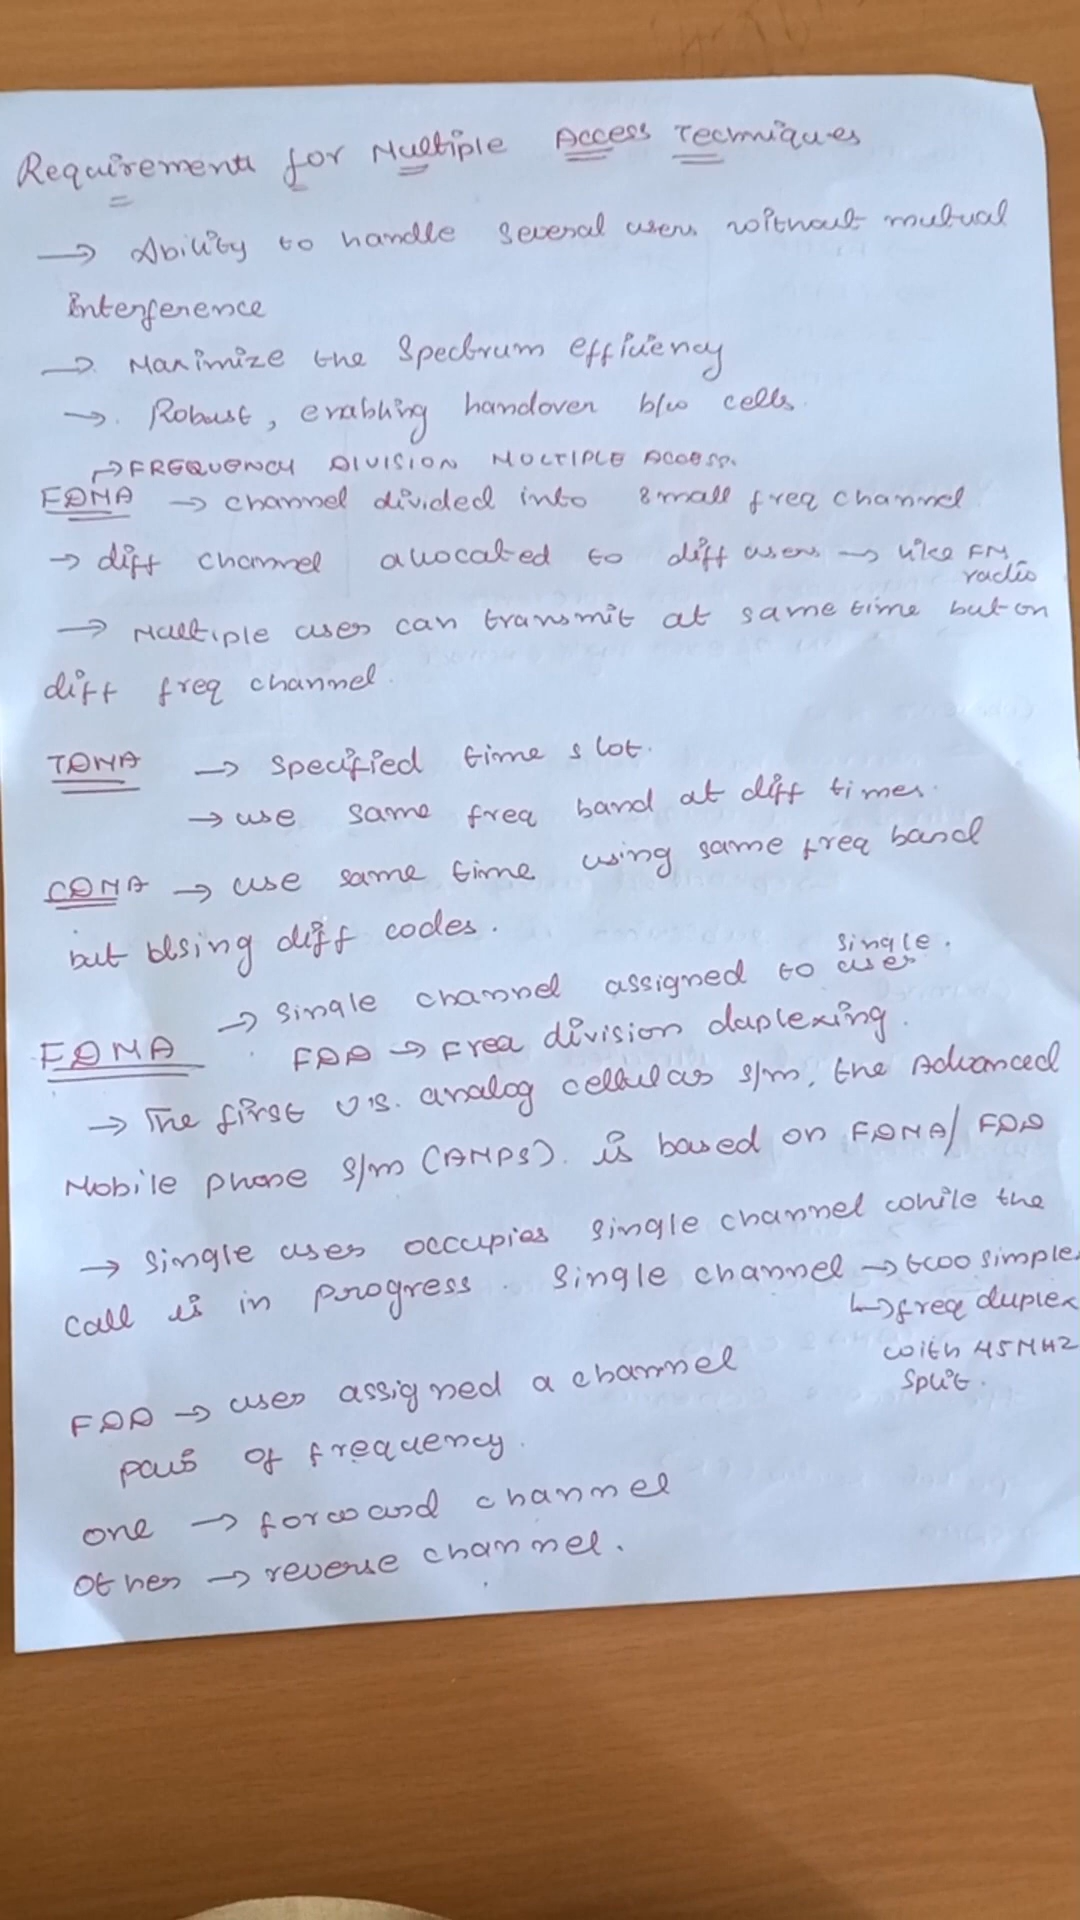 Requirements for Multiple Access Techniques
→ Ability to handle several users without mutual
interference
→ Maximize the Spectrum efficiency
→ Robust, enabling handover b/w cells.
→ FREQUENCY DIVISION MULTIPLE ACCESS.
FDMA → channel divided into small freq channel
→ diff channel allocated to diff users → like FM
radio
→ Multiple user can transmit at same time but on
diff freq channel.
TDMA → specified time slot.
→ use same freq band at diff times.
CDMA → use same time using same freq band
but using diff codes.
single.
→ single channel assigned to user
FDMA FDD → Freq division duplexing.
→ The first U.S. analog cellular s/m, the Advanced
Mobile phone s/m (AMPS). is based on FDMA/FDD
→ single user occupies single channel while the
call is in progress. single channel → two simplex
↳ freq duplex
with 45 MHz
split.
FDD → user assigned a channel
pair of frequency.
one → forward channel
other → reverse channel.